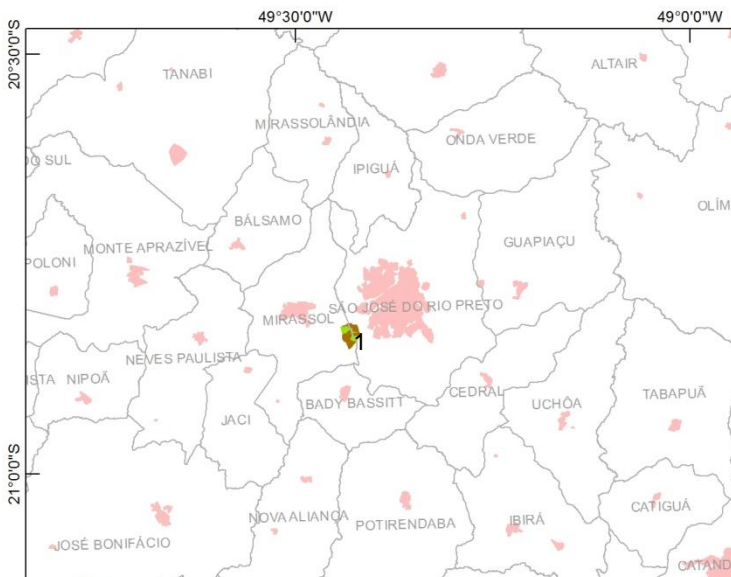 49°30'0"W
49°0'0"W
20°30'0"S
TANABI
ALTAIR
MIRASSOLÂNDIA
ONDA VERDE
DO SUL
IPIGUÁ
OLÍM
BÁLSAMO
MONTE APRAZÍVEL
GUAPIAÇU
POLONI
SÃO JOSÉ DO RIO PRETO
MIRASSOL
1
NEVES PAULISTA
ISTA
NIPOÃ
CEDRAL
TABAPUÃ
BADY BASSITT
UCHÔA
JACI
21°0'0"S
CATIGUÁ
NOVA ALIANÇA
POTIRENDABA
IBIRÁ
JOSÉ BONIFÁCIO
CATAND